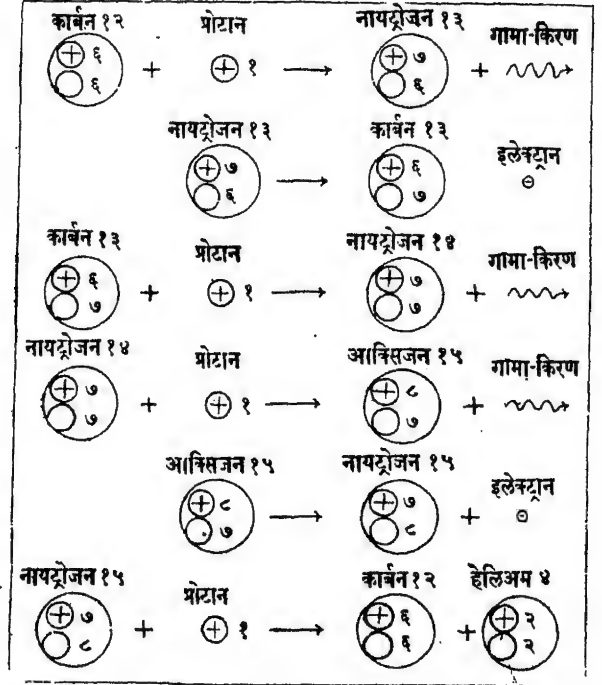 कार्बन १२ प्रोटान नायट्रोजन १३ गामा-किरण
६ + + १ → + ७ +
६ ६
नायट्रोजन १३ कार्बन १३ इलेक्ट्रान
+ ७ → + ६ ⊖
६ ७
कार्बन १३ प्रोटान नायट्रोजन १४ गामा-किरण
+ ६ + + १ → + ७ +
७ ७
नायट्रोजन १४ प्रोटान आक्सिजन १५ गामा-किरण
+ ७ + + १ → + ८ +
७ ७
आक्सिजन १५ नायट्रोजन १५ इलेक्ट्रान
+ ८ → + ७ + ⊖
७ ८
नायट्रोजन १५ प्रोटान कार्बन १२ हेलिअम ४
+ ७ + + १ → + ६ + + २
८ ६ २